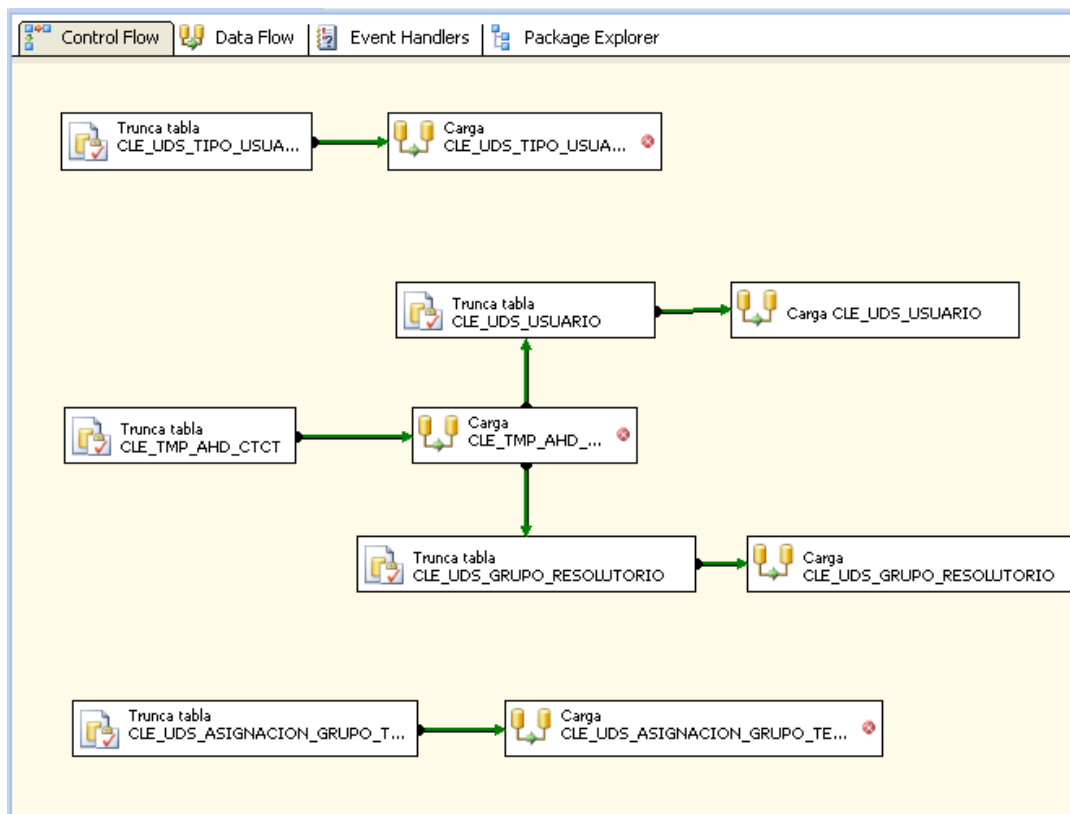 Control Flow
Data Flow
Event Handlers
Package Explorer
Trunca tabla
CLE_UDS_TIPO_USUA...
Carga
CLE_UDS_TIPO_USUA...
Trunca tabla
CLE_UDS_USUARIO
Carga CLE_UDS_USUARIO
Trunca tabla
CLE_TMP_AHD_CTCT
Carga
CLE_TMP_AHD_...
Trunca tabla
CLE_UDS_GRUPO_RESOLUTORIO
Carga
CLE_UDS_GRUPO_RESOLUTORIO
Trunca tabla
CLE_UDS_ASIGNACION_GRUPO_T...
Carga
CLE_UDS_ASIGNACION_GRUPO_TE...